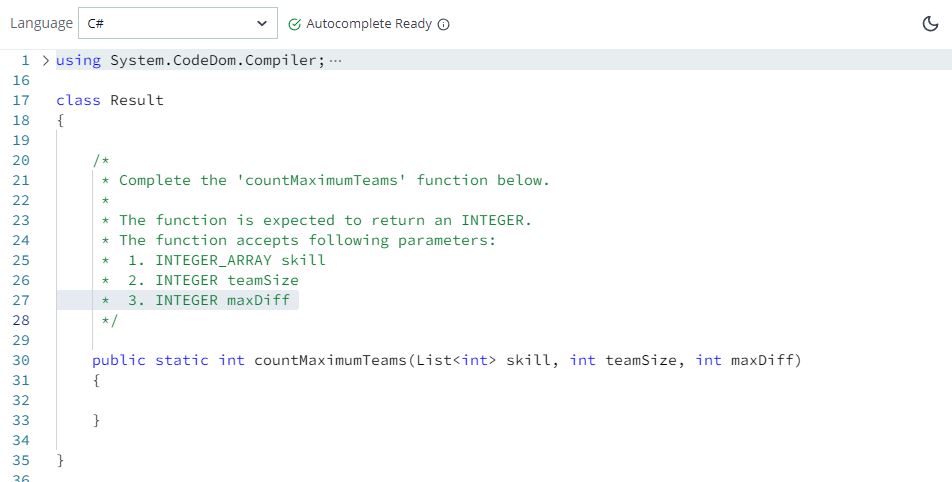 Language C# Autocomplete Ready
1 using System.CodeDom.Compiler; ...
16
17 class Result
18 {
19
20 /*
21 * Complete the 'countMaximumTeams' function below.
22 *
23 * The function is expected to return an INTEGER.
24 * The function accepts following parameters:
25 * 1. INTEGER_ARRAY skill
26 * 2. INTEGER teamSize
27 * 3. INTEGER maxDiff
28 */
29
30 public static int countMaximumTeams(List<int> skill, int teamSize, int maxDiff)
31 {
32
33 }
34
35 }
36